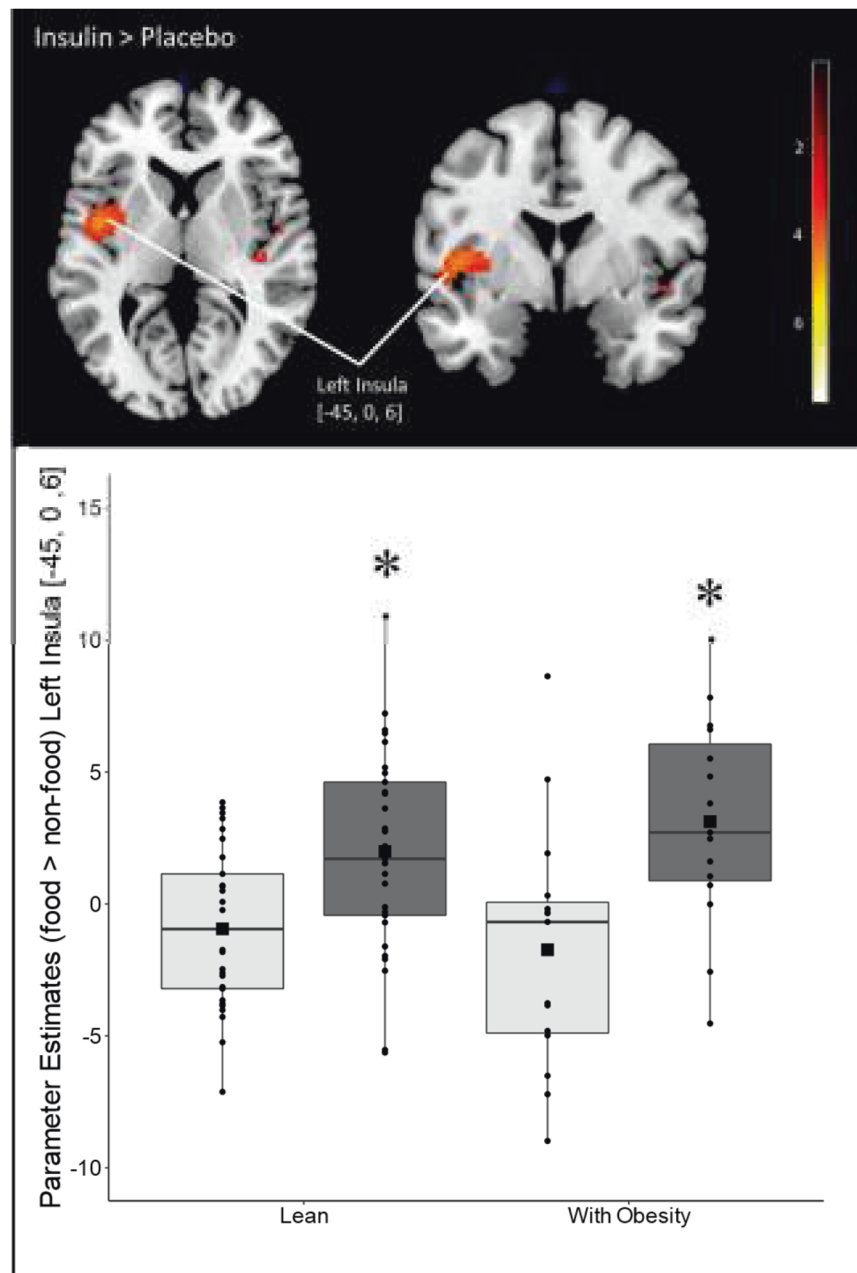 Insulin > Placebo
2
4
6
Left Insula
[-45, 0, 6]
Parameter Estimates (food > non-food) Left Insula [-45, 0 ,6]
15
*
*
10
5
0
-5
-10
Lean
With Obesity